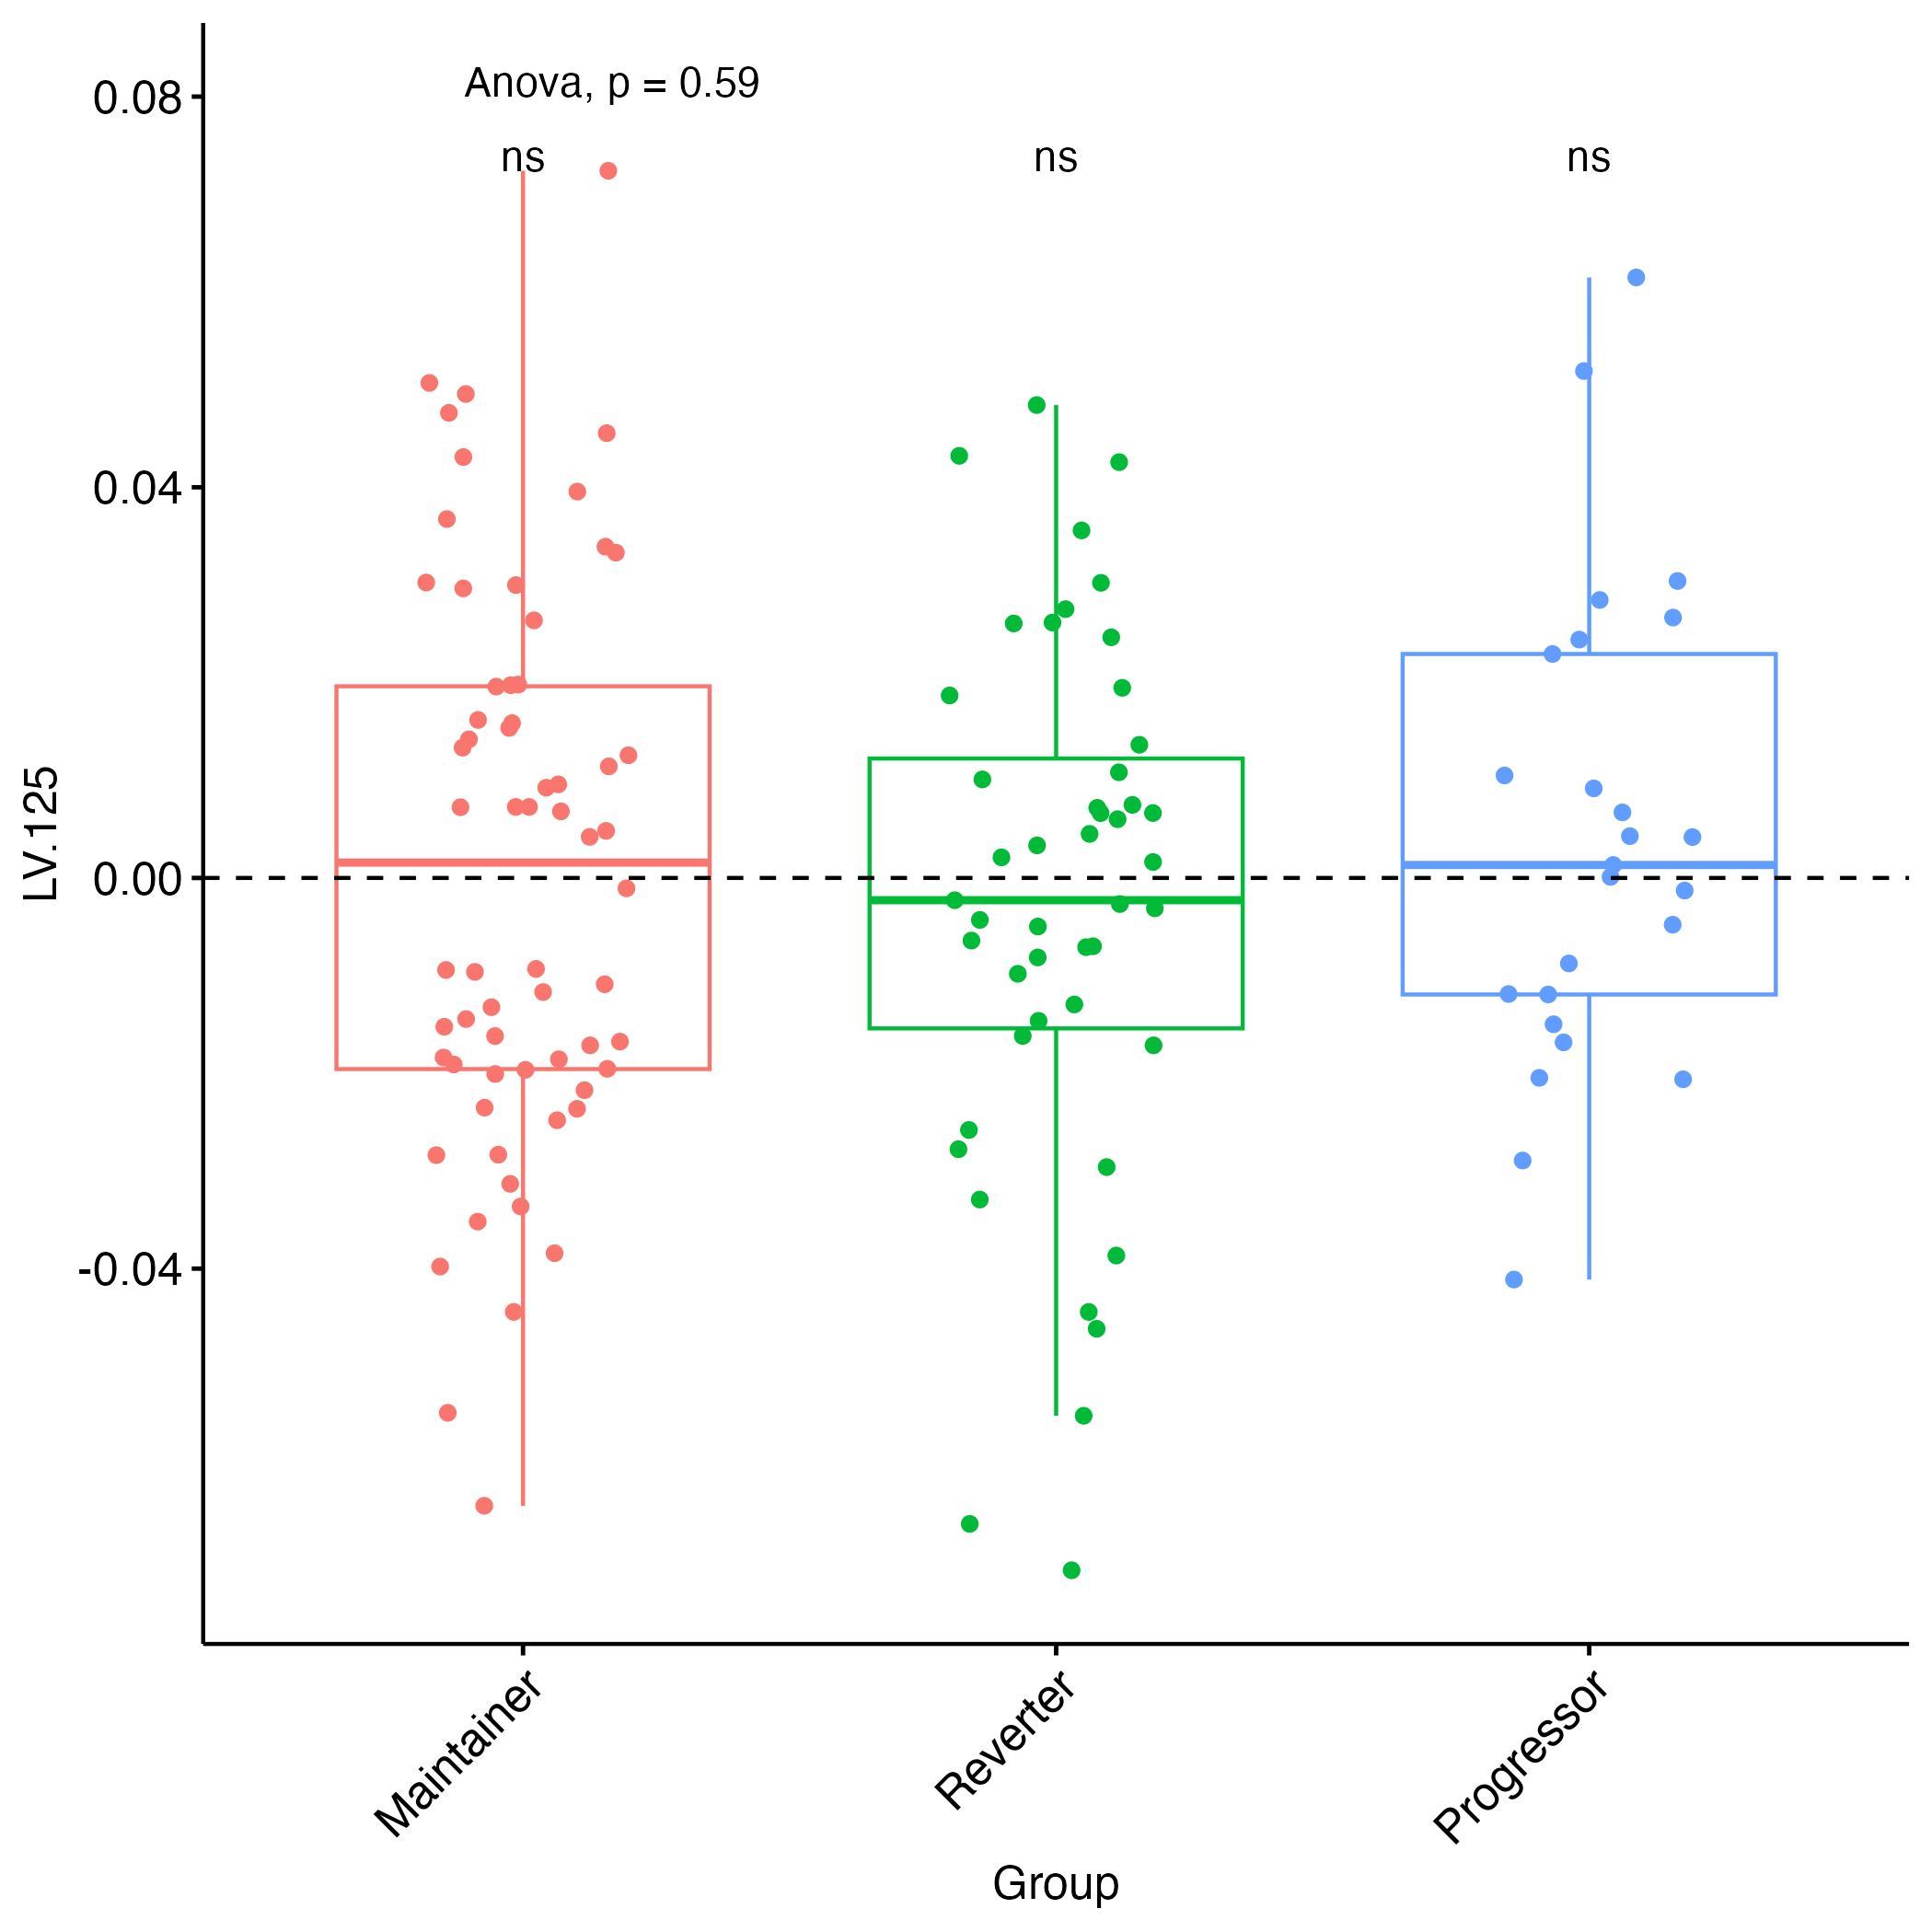 Anova, p = 0.59
ns ns ns
0.08
0.04
0.00
-0.04
LV.125
Maintainer
Reverter
Progressor
Group